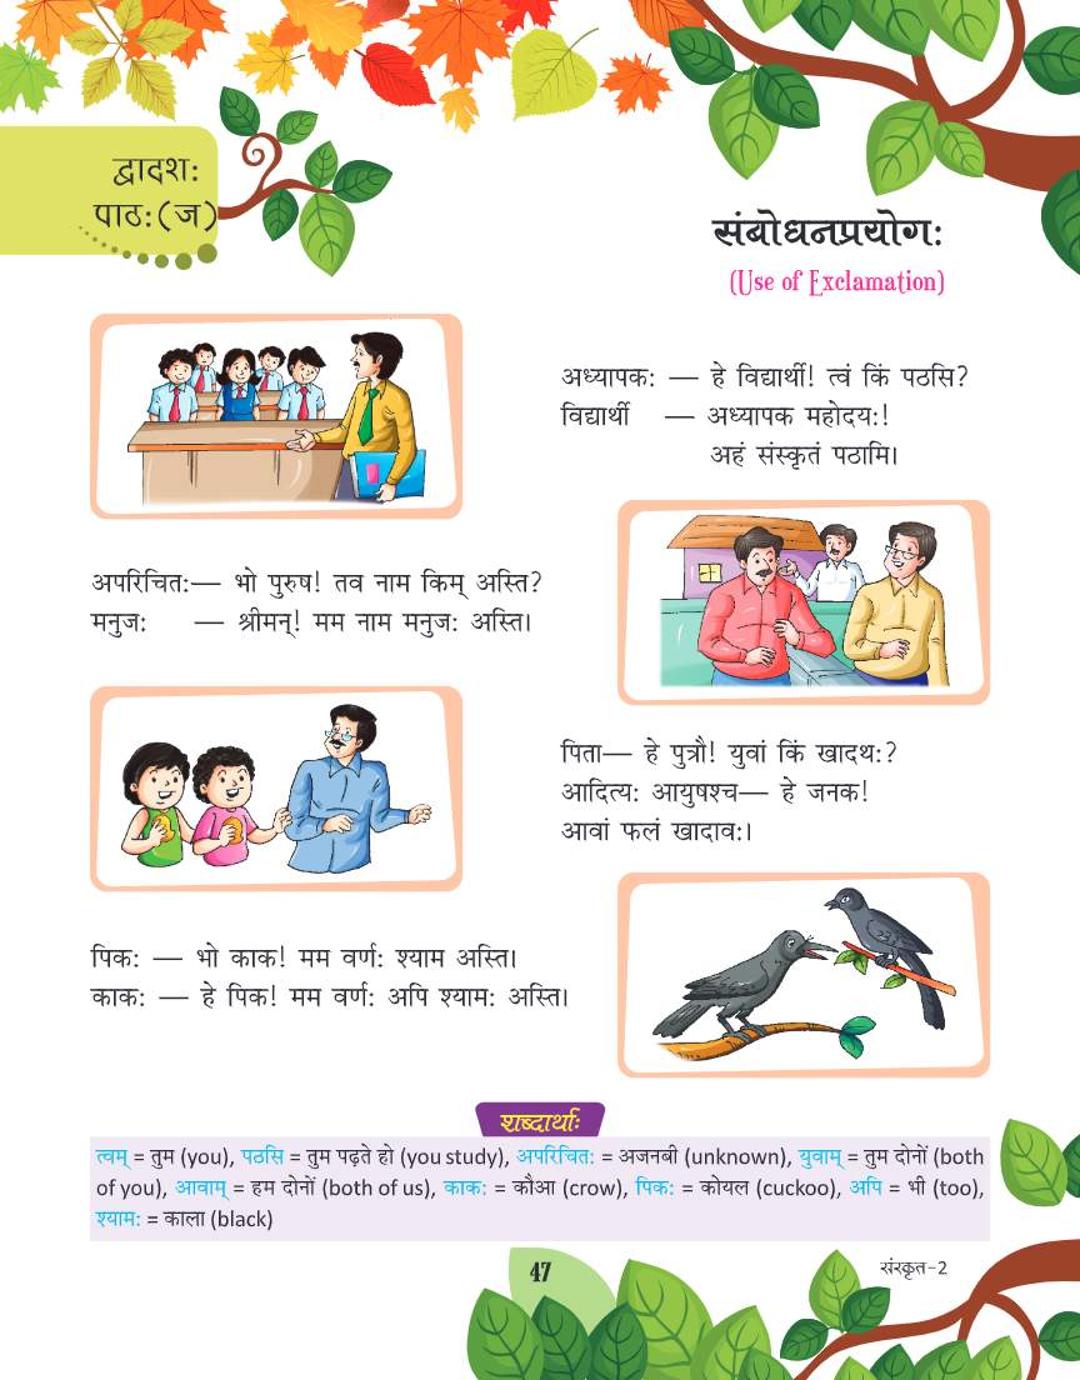 द्वादशः
पाठः(ज)
संबोधनप्रयोगः
(Use of Exclamation)
अध्यापकः — हे विद्यार्थी! त्वं किं पठसि?
विद्यार्थी — अध्यापक महोदयः!
अहं संस्कृतं पठामि।
अपरिचितः— भो पुरुष! तव नाम किम् अस्ति?
मनुजः — श्रीमन्! मम नाम मनुजः अस्ति।
पिता— हे पुत्रौ! युवां किं खादथः?
आदित्यः आयुषश्च— हे जनक!
आवां फलं खादावः।
पिकः — भो काक! मम वर्णः श्याम अस्ति।
काकः — हे पिक! मम वर्णः अपि श्यामः अस्ति।
शब्दार्थाः
त्वम् = तुम (you), पठसि = तुम पढ़ते हो (you study), अपरिचितः = अजनबी (unknown), युवाम् = तुम दोनों (both
of you), आवाम् = हम दोनों (both of us), काकः = कौआ (crow), पिकः = कोयल (cuckoo), अपि = भी (too),
श्यामः = काला (black)
47
संस्कृत-2